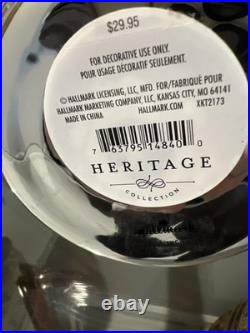 $29.95
FOR DECORATIVE USE ONLY.
POUR USAGE DÉCORATIF SEULEMENT.
© HALLMARK LICENSING, LLC, MFD. FOR/FABRIQUÉ POUR
HALLMARK MARKETING COMPANY, LLC, KANSAS CITY, MO 64141
MADE IN CHINA HALLMARK.COM XKT2173
7 63795 14840 0
HERITAGE
COLLECTION